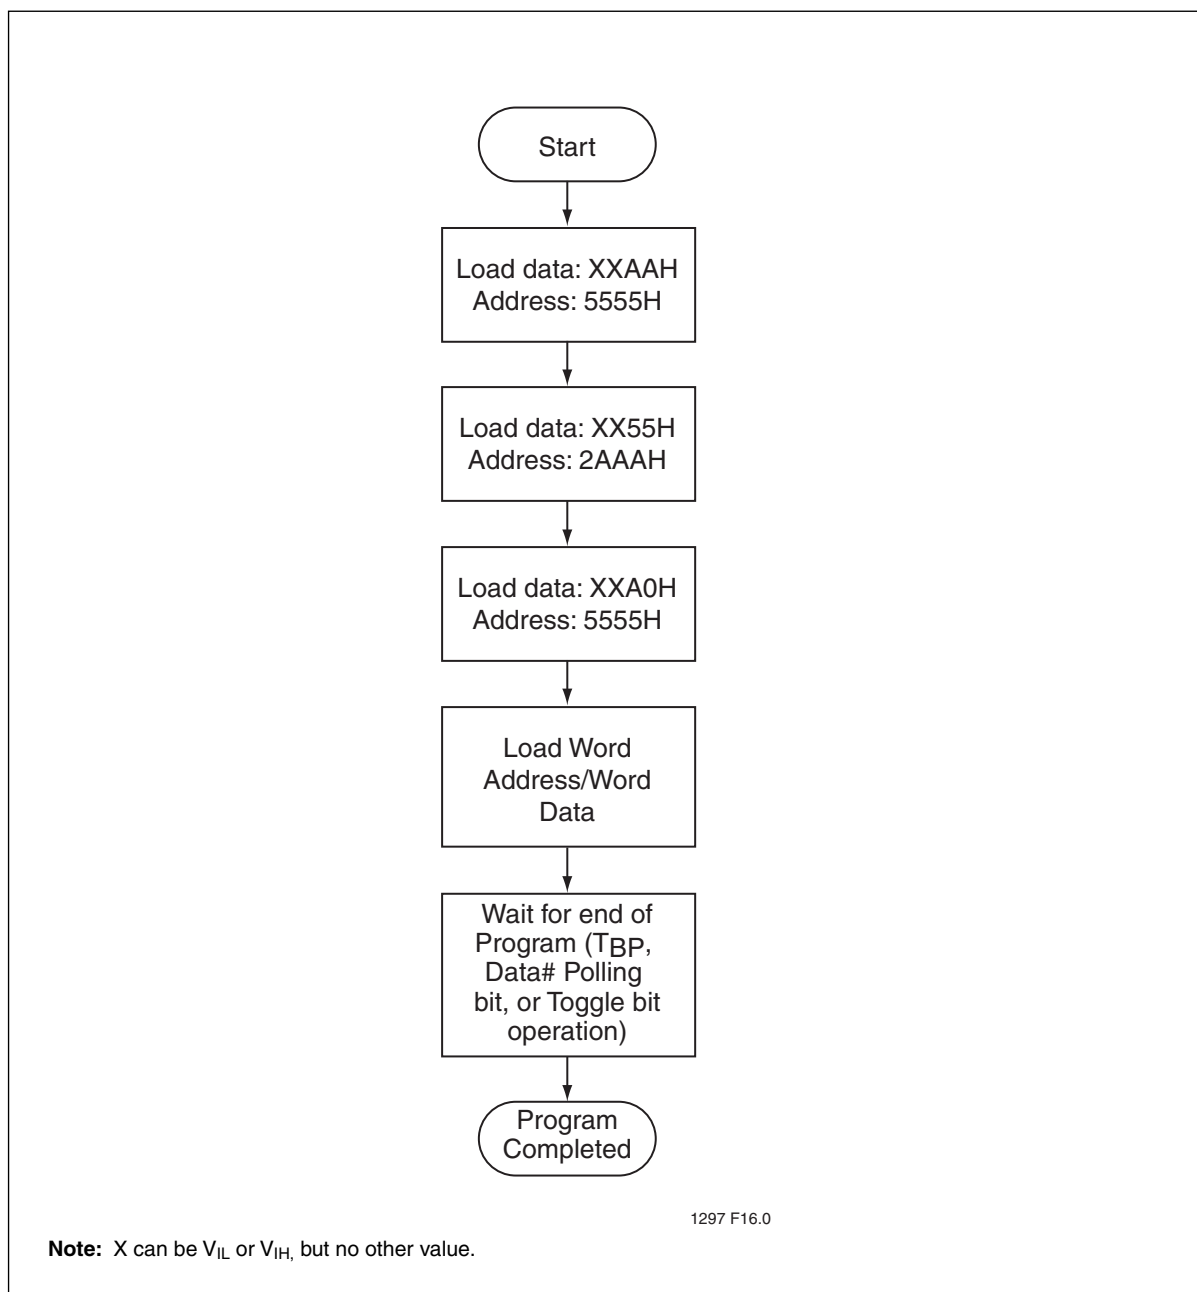 Start
Load data: XXAAH
Address: 5555H
Load data: XX55H
Address: 2AAAH
Load data: XXA0H
Address: 5555H
Load Word
Address/Word
Data
Wait for end of
Program (TBP,
Data# Polling
bit, or Toggle bit
operation)
Program
Completed
1297 F16.0
Note: X can be VIL or VIH, but no other value.